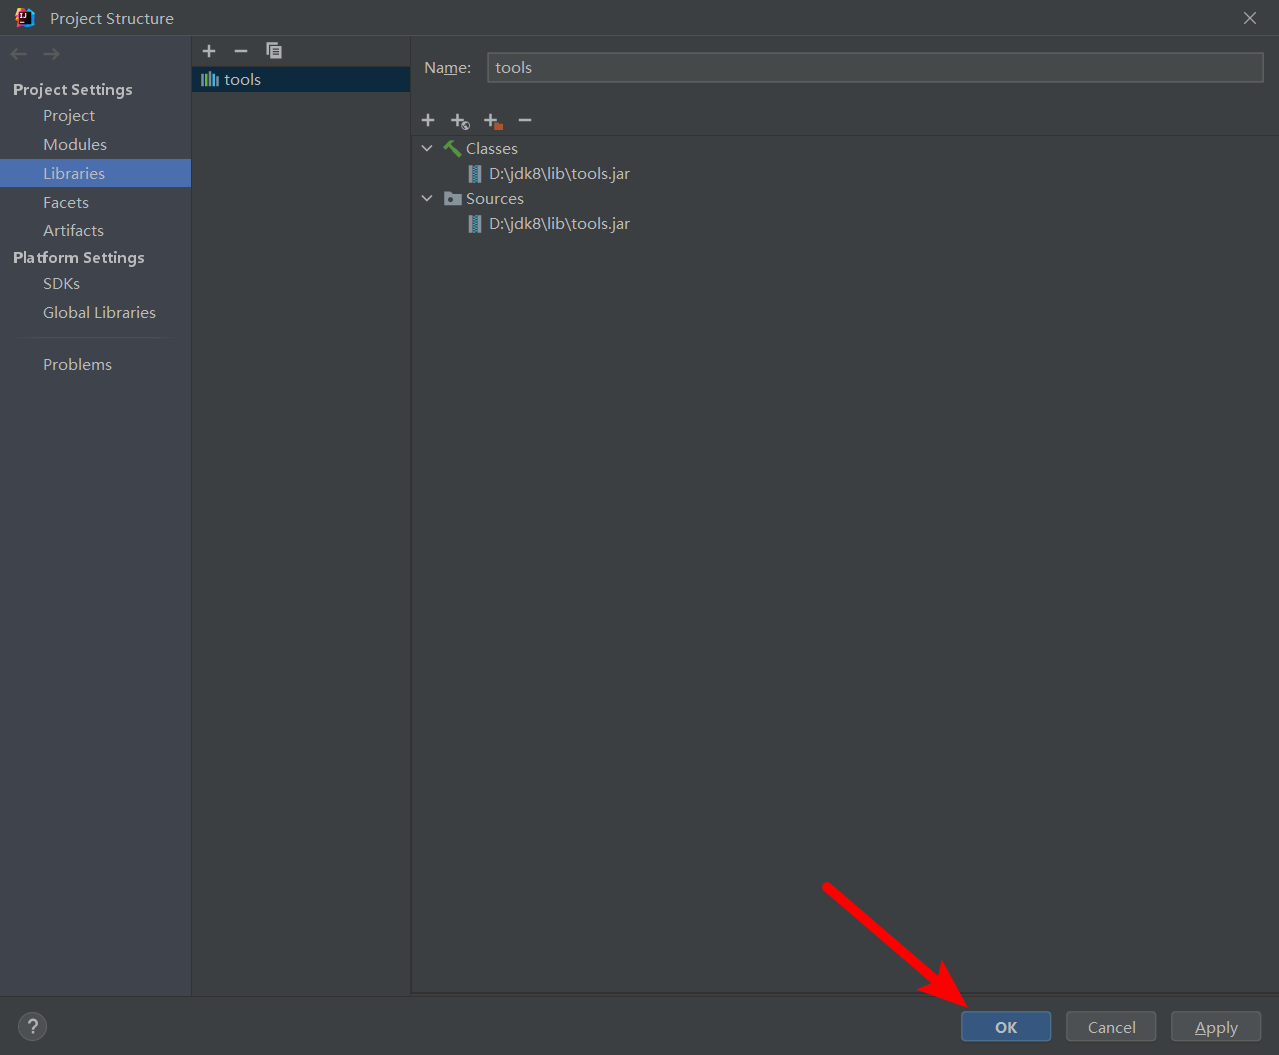 Project Structure
Project Settings
Project
Modules
Libraries
Facets
Artifacts
Platform Settings
SDKs
Global Libraries
Problems
tools
Name: tools
Classes
D:\jdk8\lib\tools.jar
Sources
D:\jdk8\lib\tools.jar
? OK Cancel Apply